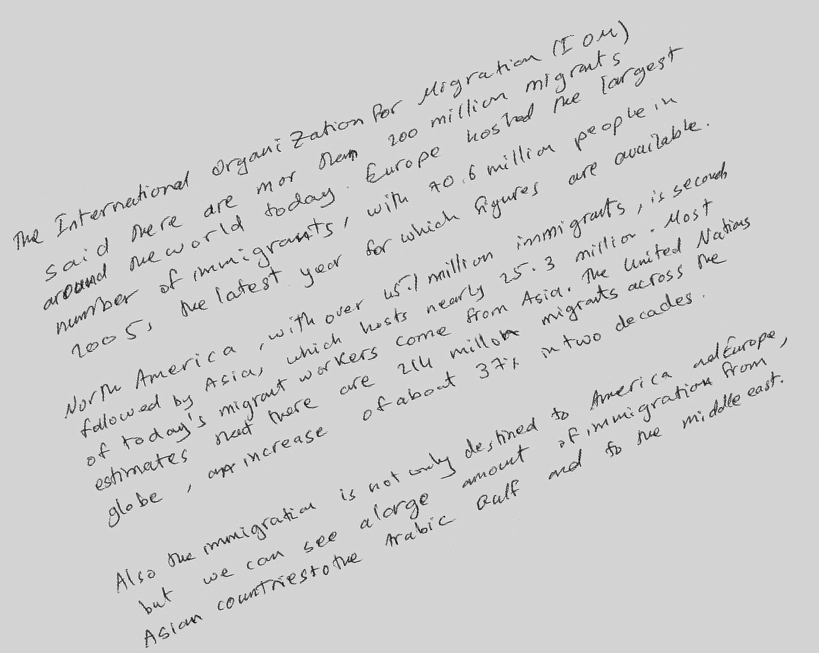 The International Organization For Migration (IOM)
said there are mor than 200 million migrants
around the world today. Europe hosted the largest
number of immigrants, with 70.6 million people in
2005, the latest year for which figures are available.
North America, with over 45.1 million immigrants, is second,
followed by Asia, which hosts nearly 25.3 million. Most
of today's migrant workers come from Asia. The United Nations
estimates that there are 214 million migrants across the
globe, an increase of about 37% in two decades.
Also the immigration is not only destined to America and Europe,
but we can see a large amount of immigration from
Asian countries to the Arabic Gulf and to the middle east.